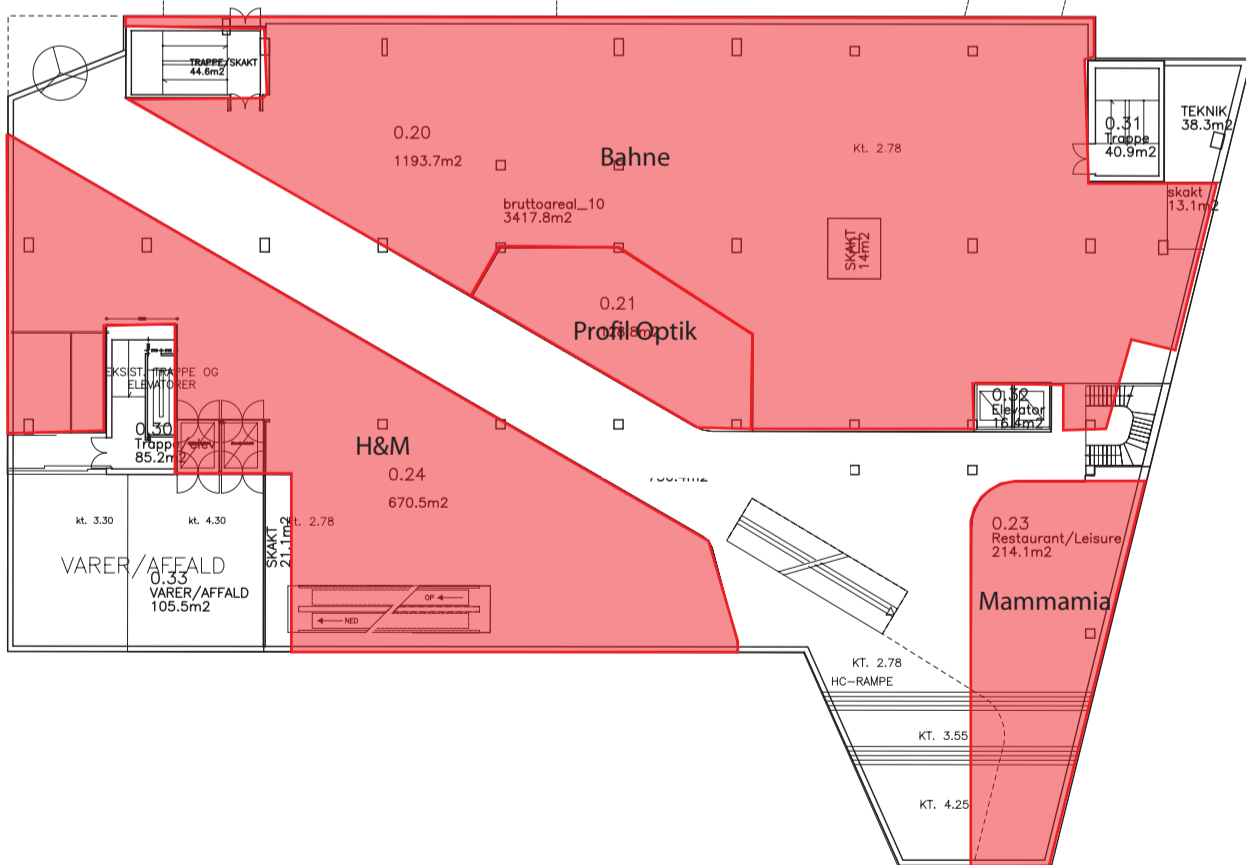 TRAPPE/SKAKT
44.6m2
0.20
1193.7m2
Bahne
Kt. 2.78
0.31
Trappe
40.9m2
TEKNIK
38.3m2
bruttoareal_10
3417.8m2
skakt
13.1m2
SKAKT
14m2
0.21
Profil Optik
128.8m2
EKSIST. TRAPPE OG
ELEVATORER
0.32
Elevator
16.4m2
0.30
Trappe/elev
85.2m2
H&M
0.24
670.5m2
kt. 3.30
kt. 4.30
kt. 2.78
SKAKT
21.1m2
VARER/AFFALD
0.33
VARER/AFFALD
105.5m2
OP
NED
0.23
Restaurant/Leisure
214.1m2
Mammamia
KT. 2.78
HC-RAMPE
KT. 3.55
KT. 4.25